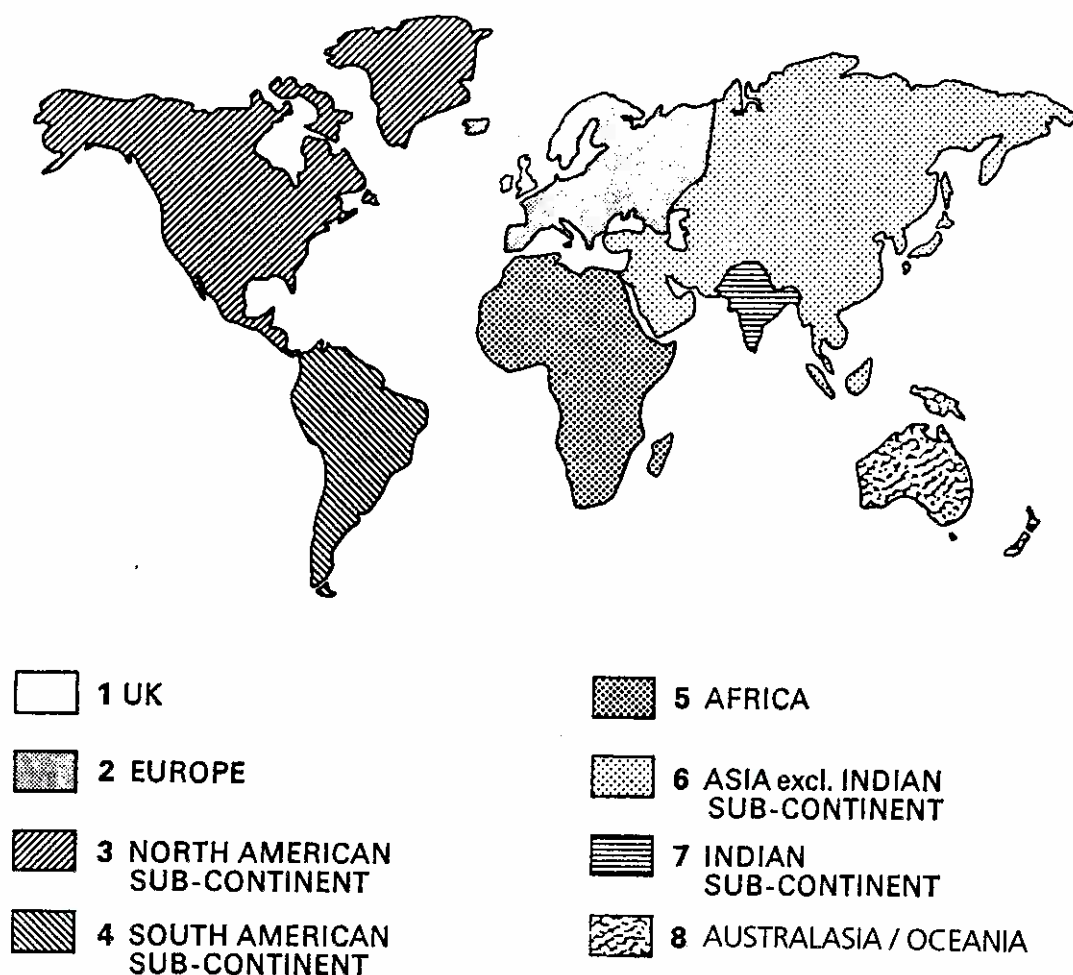 1 UK
2 EUROPE
3 NORTH AMERICAN
SUB-CONTINENT
4 SOUTH AMERICAN
SUB-CONTINENT
5 AFRICA
6 ASIA excl. INDIAN
SUB-CONTINENT
7 INDIAN
SUB-CONTINENT
8 AUSTRALASIA / OCEANIA